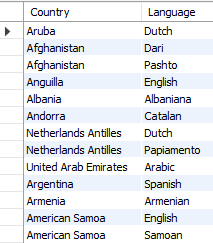 Country Language
Aruba Dutch
Afghanistan Dari
Afghanistan Pashto
Anguilla English
Albania Albaniana
Andorra Catalan
Netherlands Antilles Dutch
Netherlands Antilles Papiamento
United Arab Emirates Arabic
Argentina Spanish
Armenia Armenian
American Samoa English
American Samoa Samoan